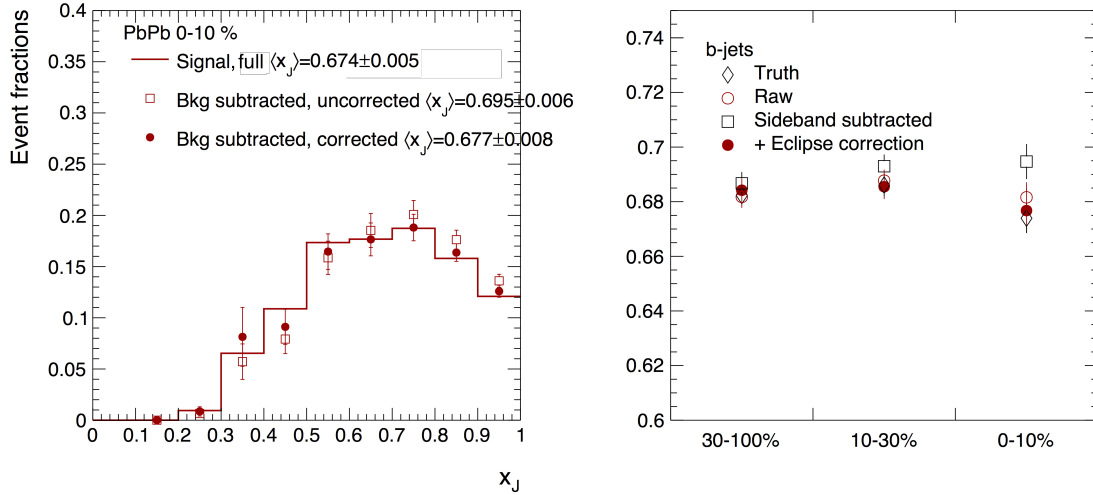 Event fractions
0.4
0.35
0.3
0.25
0.2
0.15
0.1
0.05
0
PbPb 0-10 %
Signal, full ⟨x_J⟩=0.674±0.005
Bkg subtracted, uncorrected ⟨x_J⟩=0.695±0.006
Bkg subtracted, corrected ⟨x_J⟩=0.677±0.008
0 0.1 0.2 0.3 0.4 0.5 0.6 0.7 0.8 0.9 1
x_J
0.74
0.72
0.7
0.68
0.66
0.64
0.62
0.6
b-jets
Truth
Raw
Sideband subtracted
+ Eclipse correction
30-100% 10-30% 0-10%